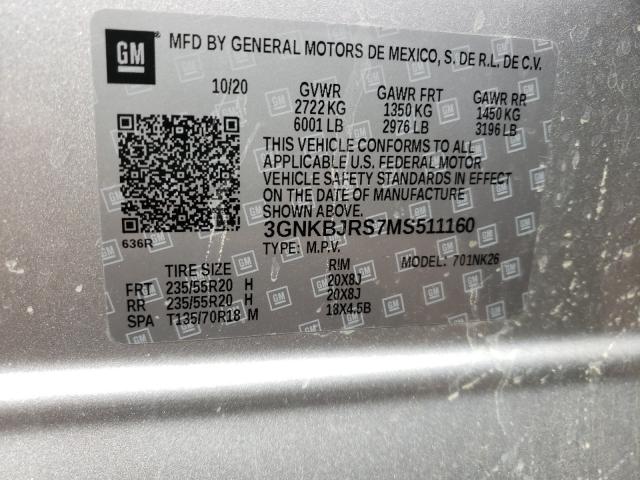 GM MFD BY GENERAL MOTORS DE MEXICO, S. DE R.L. DE C.V.
10/20 GVWR GAWR FRT GAWR RR
2722 KG 1350 KG 1450 KG
6001 LB 2976 LB 3196 LB
THIS VEHICLE CONFORMS TO ALL
APPLICABLE U.S. FEDERAL MOTOR
VEHICLE SAFETY STANDARDS IN EFFECT
ON THE DATE OF MANUFACTURE
SHOWN ABOVE.
3GNKBJRS7MS511160
636R
TYPE: M.P.V. MODEL: 701NK26
TIRE SIZE RIM
FRT 235/55R20 H 20X8J
RR 235/55R20 H 20X8J
SPA T135/70R18 M 18X4.5B